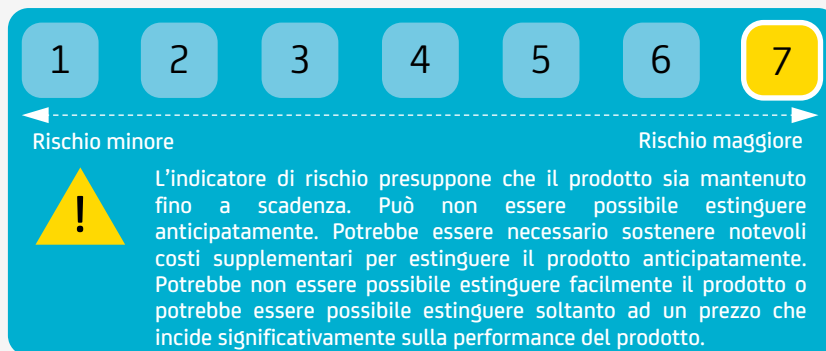 1 2 3 4 5 6 7
Rischio minore Rischio maggiore
!
L'indicatore di rischio presuppone che il prodotto sia mantenuto
fino a scadenza. Può non essere possibile estinguere
anticipatamente. Potrebbe essere necessario sostenere notevoli
costi supplementari per estinguere il prodotto anticipatamente.
Potrebbe non essere possibile estinguere facilmente il prodotto o
potrebbe essere possibile estinguere soltanto ad un prezzo che
incide significativamente sulla performance del prodotto.